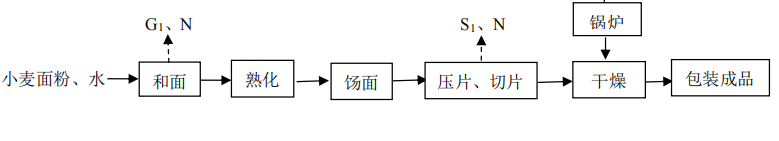 G1、N
S1、N
锅炉
小麦面粉、水
和面
熟化
饧面
压片、切片
干燥
包装成品